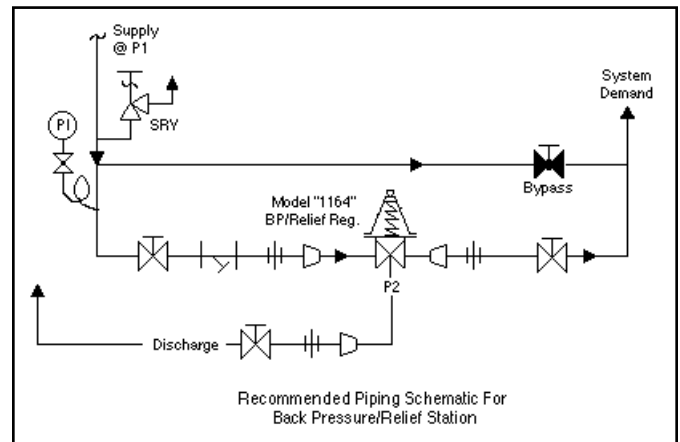 Supply
@ P1
SRV
PI
System
Demand
Bypass
Model "1164"
BP/Relief Reg.
P2
Discharge
Recommended Piping Schematic For
Back Pressure/Relief Station